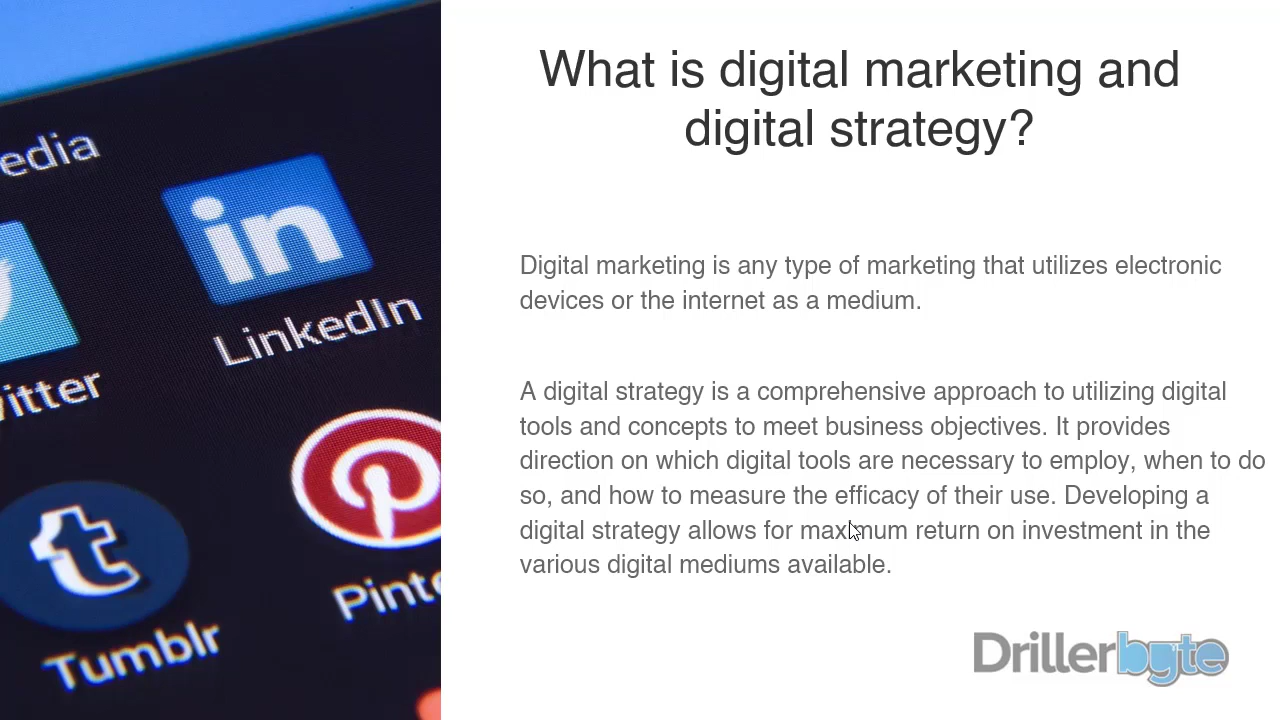 What is digital marketing and
digital strategy?
Digital marketing is any type of marketing that utilizes electronic
devices or the internet as a medium.
A digital strategy is a comprehensive approach to utilizing digital
tools and concepts to meet business objectives. It provides
direction on which digital tools are necessary to employ, when to do
so, and how to measure the efficacy of their use. Developing a
digital strategy allows for maximum return on investment in the
various digital mediums available.
Drillerbyte
edia
in
LinkedIn
itter
Pinte
t
Tumblr